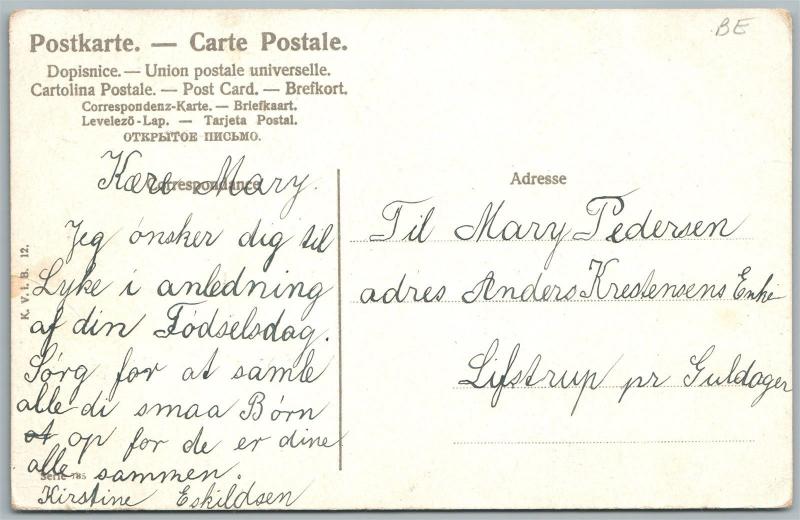 BE
Postkarte. — Carte Postale.
Dopisnice. — Union postale universelle.
Cartolina Postale. — Post Card. — Brefkort.
Correspondenz-Karte. — Briefkaart.
Levelező-Lap. — Tarjeta Postal.
ОТКРЫТОЕ ПИСЬМО.
Correspondance
Kære Mary.
Jeg ønsker dig til
Lyke i anledning
af din Fødselsdag.
Sørg for at samle
alle di smaa Børn
at op for de er dine
alle sammen.
Kirstine Eskildsen
K. V. i. B. 12.
Serie 185
Adresse
Til Mary Pedersen
adres Anders Krestensens Enke
Lifstrup pr Guldager